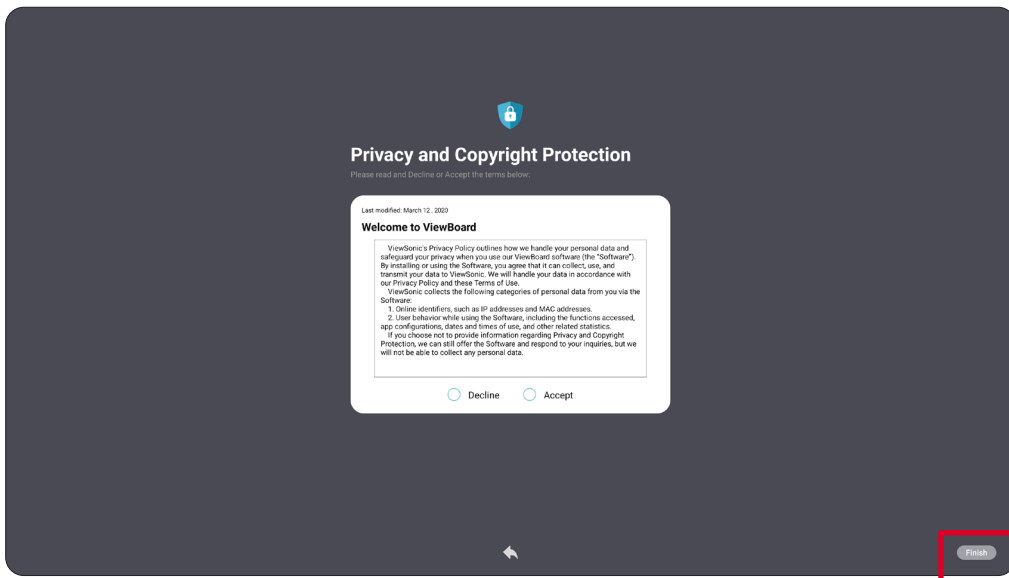 Privacy and Copyright Protection
Please read and Decline or Accept the terms below:
Last modified: March 12 , 2020
Welcome to ViewBoard
ViewSonic's Privacy Policy outlines how we handle your personal data and
safeguard your privacy when you use our ViewBoard software (the "Software").
By installing or using the Software, you agree that it can collect, use, and
transmit your data to ViewSonic. We will handle your data in accordance with
our Privacy Policy and these Terms of Use.
ViewSonic collects the following categories of personal data from you via the
Software:
1. Online identifiers, such as IP addresses and MAC addresses.
2. User behavior while using the Software, including the functions accessed,
app configurations, dates and times of use, and other related statistics.
If you choose not to provide information regarding Privacy and Copyright
Protection, we can still offer the Software and respond to your inquiries, but we
will not be able to collect any personal data.
Decline Accept
Finish